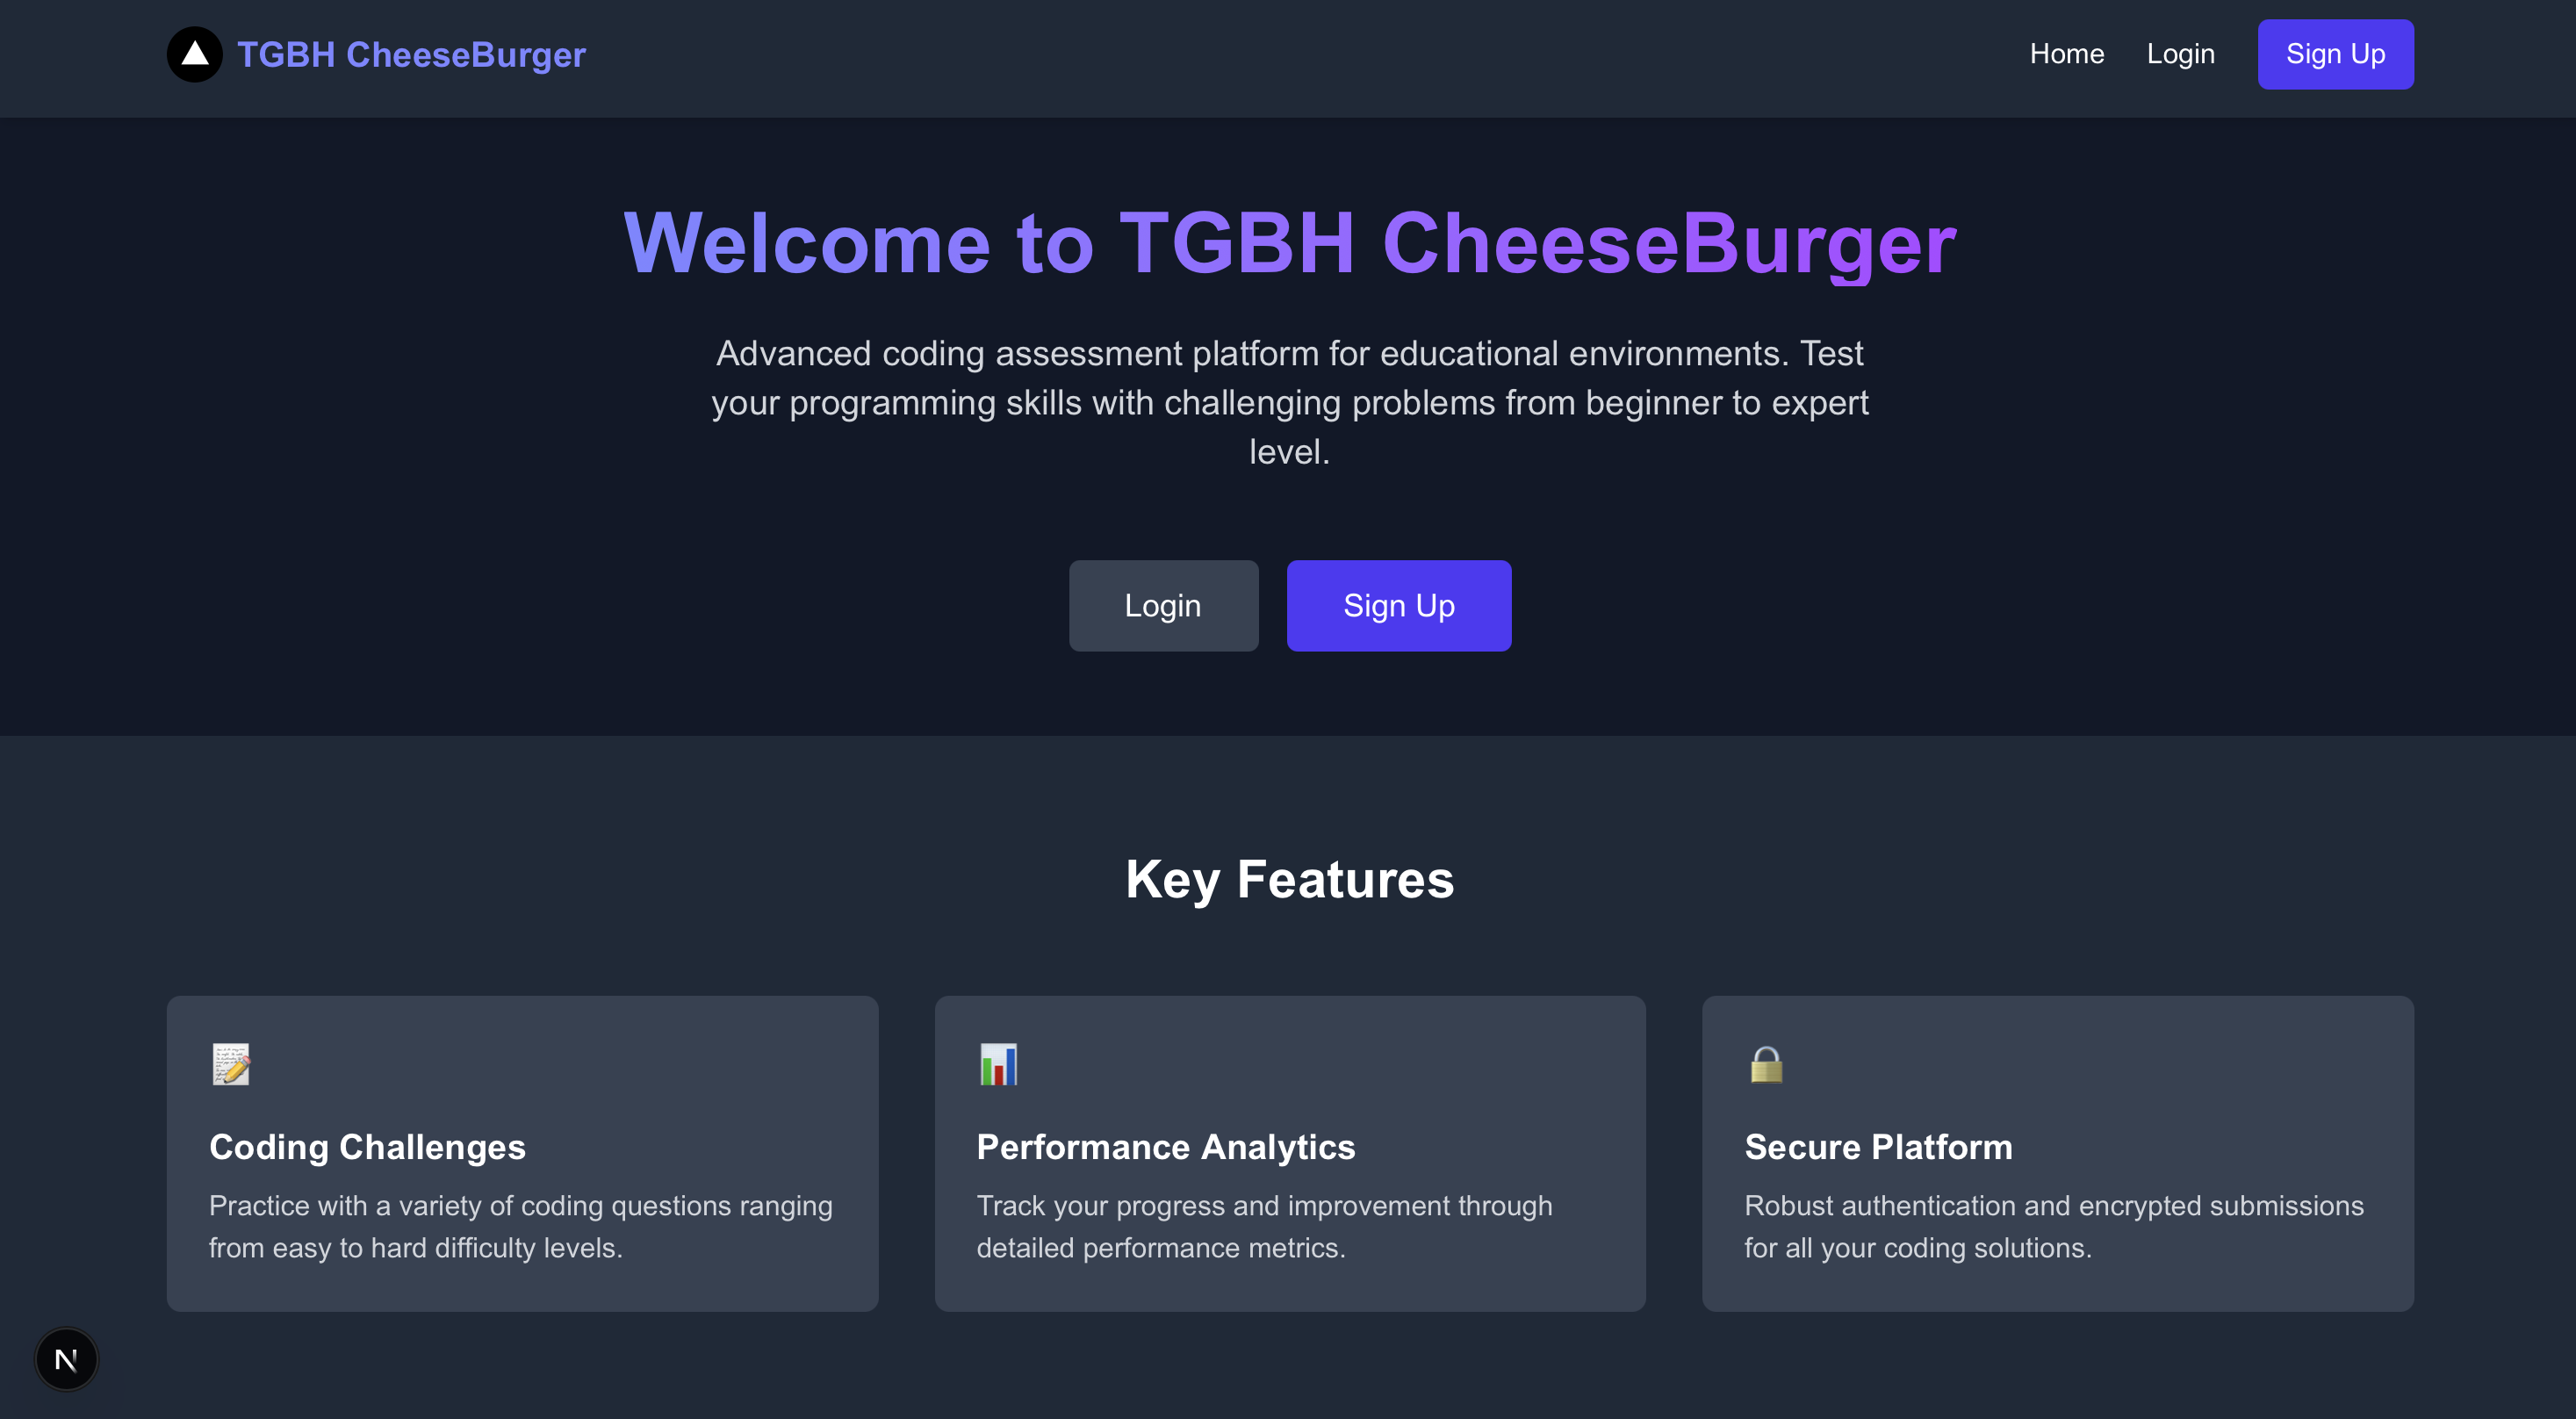 TGBH CheeseBurger
Home
Login
Sign Up
Welcome to TGBH CheeseBurger
Advanced coding assessment platform for educational environments. Test
your programming skills with challenging problems from beginner to expert
level.
Login
Sign Up
Key Features
Coding Challenges
Practice with a variety of coding questions ranging
from easy to hard difficulty levels.
Performance Analytics
Track your progress and improvement through
detailed performance metrics.
Secure Platform
Robust authentication and encrypted submissions
for all your coding solutions.
N